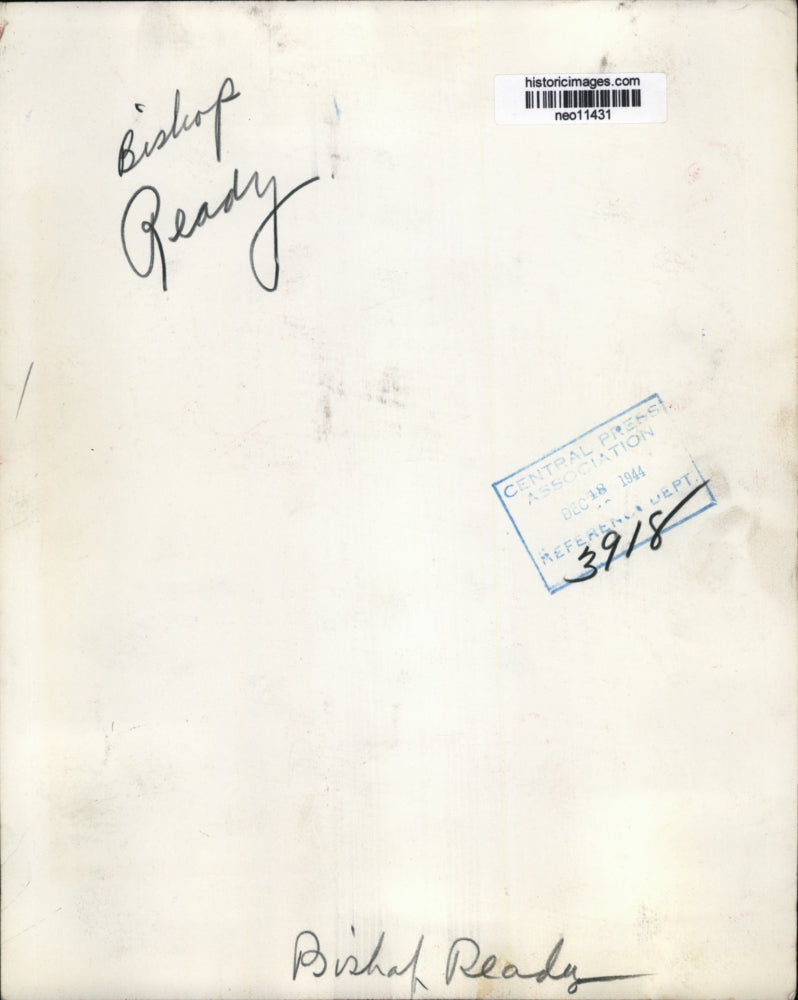 historicimages.com
neo11431
Bishop
Ready
CENTRAL PRESS
ASSOCIATION
DEC 18 1944
REFERENCE DEPT.
3918
Bishop Ready